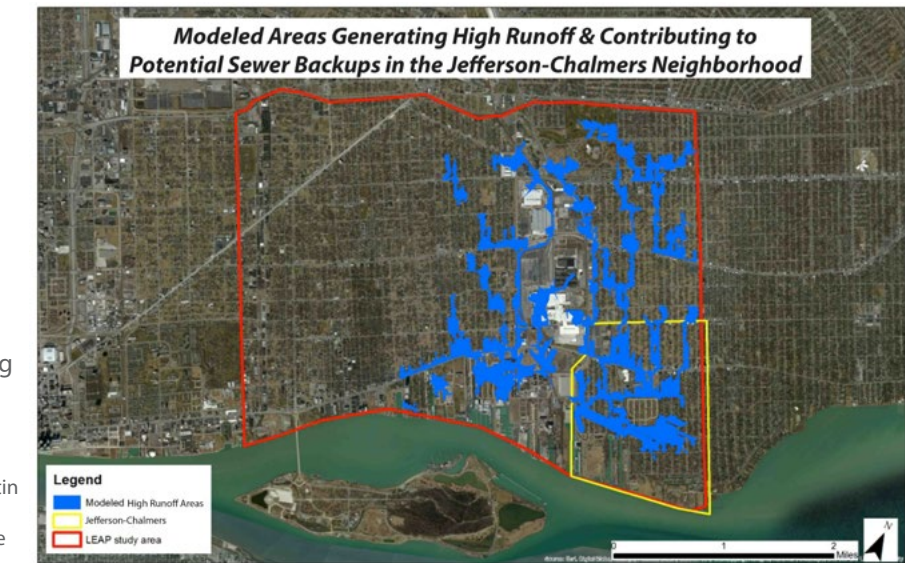 Modeled Areas Generating High Runoff & Contributing to
Potential Sewer Backups in the Jefferson-Chalmers Neighborhood
g
tin
e
Legend
Modeled High Runoff Areas
Jefferson-Chalmers
LEAP study area
N
0 1 2
Miles